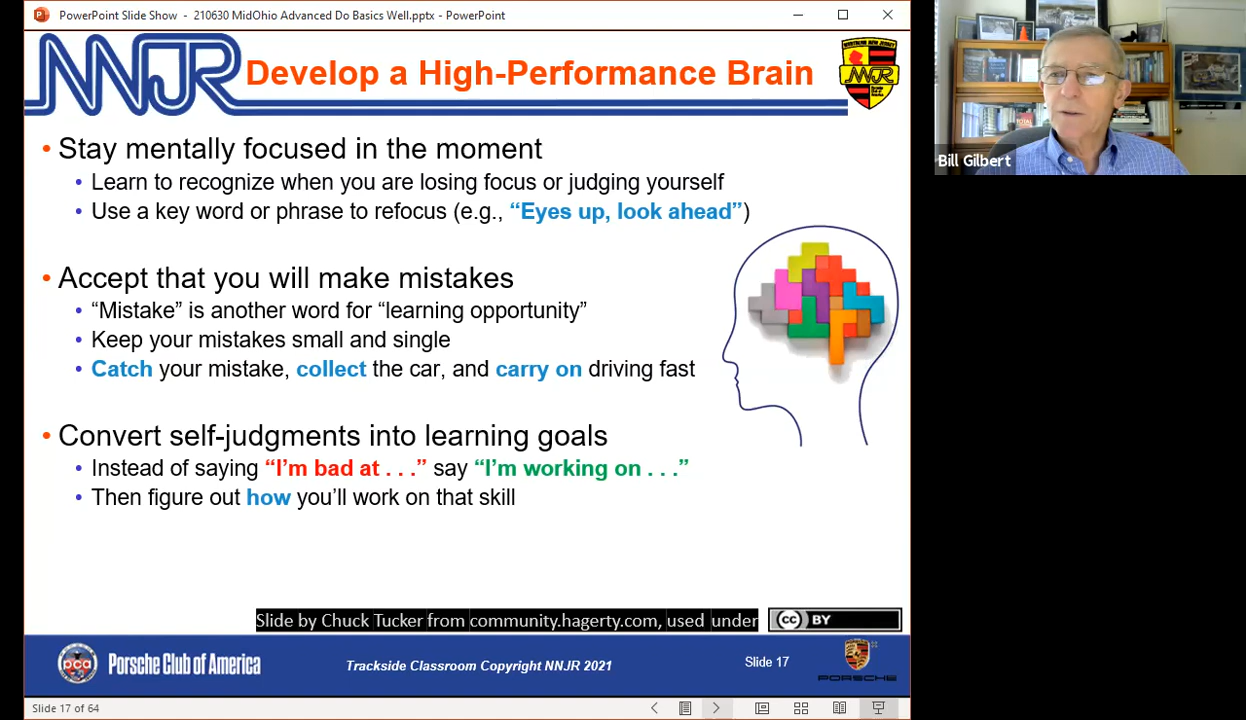 PowerPoint Slide Show - 210630 MidOhio Advanced Do Basics Well.pptx - PowerPoint
NNJR
Develop a High-Performance Brain
NNJR
• Stay mentally focused in the moment
• Learn to recognize when you are losing focus or judging yourself
• Use a key word or phrase to refocus (e.g., “Eyes up, look ahead”)
• Accept that you will make mistakes
• “Mistake” is another word for “learning opportunity”
• Keep your mistakes small and single
• Catch your mistake, collect the car, and carry on driving fast
• Convert self-judgments into learning goals
• Instead of saying “I’m bad at . . .” say “I’m working on . . .”
• Then figure out how you’ll work on that skill
Slide by Chuck Tucker from community.hagerty.com, used under
cc BY
pca Porsche Club of America
Trackside Classroom Copyright NNJR 2021
Slide 17
PORSCHE
Slide 17 of 64
Bill Gilbert
TOTAL